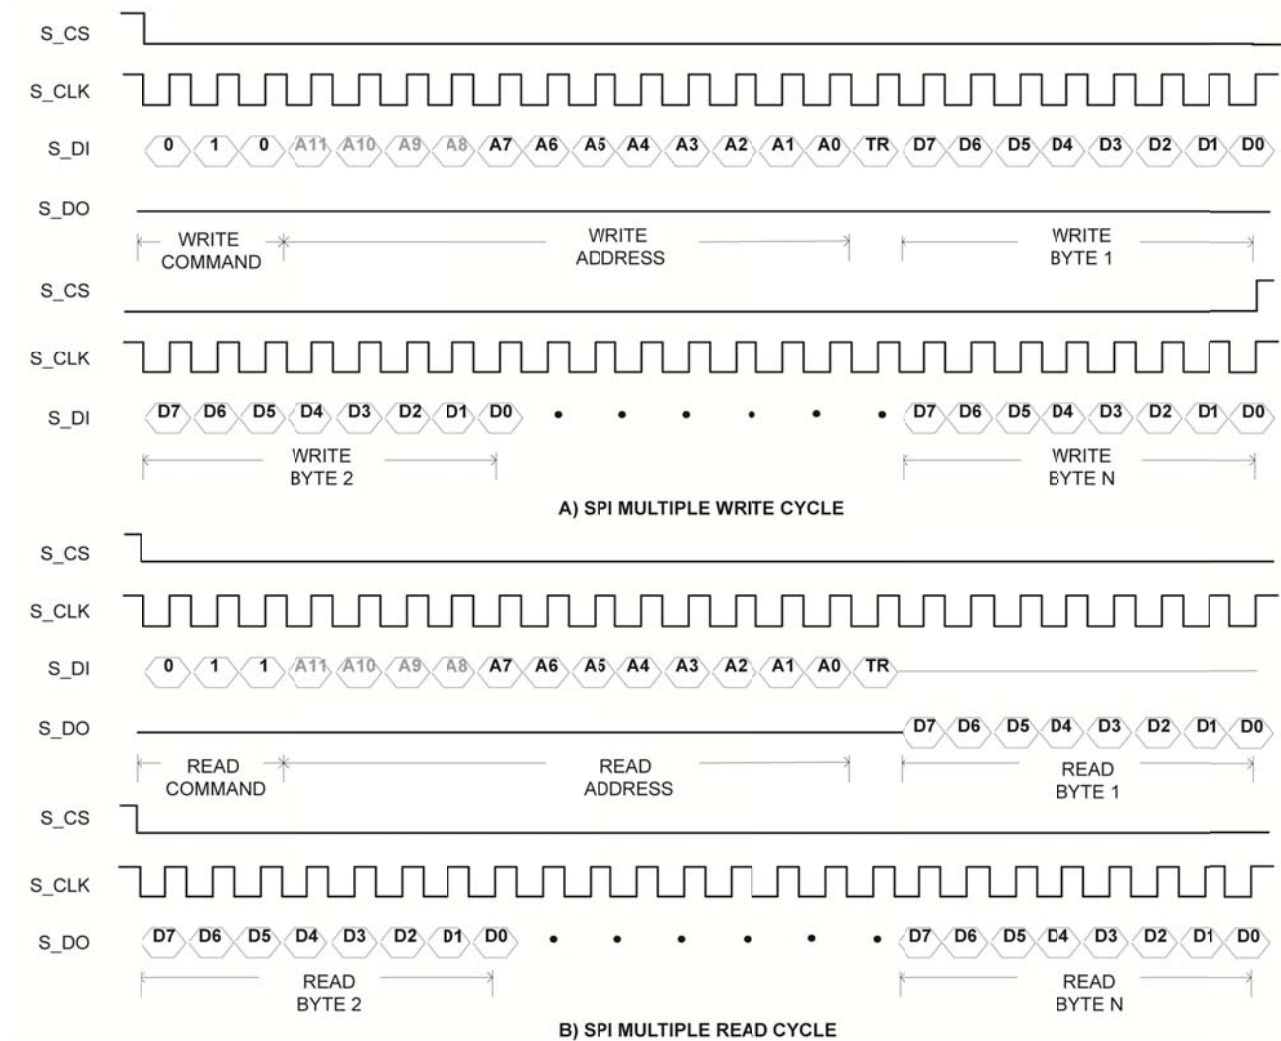 S_CS
S_CLK
S_DI 0 1 0 A11 A10 A9 A8 A7 A6 A5 A4 A3 A2 A1 A0 TR D7 D6 D5 D4 D3 D2 D1 D0
S_DO
WRITE COMMAND
WRITE ADDRESS
WRITE BYTE 1
S_CS
S_CLK
S_DI D7 D6 D5 D4 D3 D2 D1 D0 • • • • • • D7 D6 D5 D4 D3 D2 D1 D0
WRITE BYTE 2
WRITE BYTE N
A) SPI MULTIPLE WRITE CYCLE
S_CS
S_CLK
S_DI 0 1 1 A11 A10 A9 A8 A7 A6 A5 A4 A3 A2 A1 A0 TR
S_DO D7 D6 D5 D4 D3 D2 D1 D0
READ COMMAND
READ ADDRESS
READ BYTE 1
S_CS
S_CLK
S_DO D7 D6 D5 D4 D3 D2 D1 D0 • • • • • • D7 D6 D5 D4 D3 D2 D1 D0
READ BYTE 2
READ BYTE N
B) SPI MULTIPLE READ CYCLE